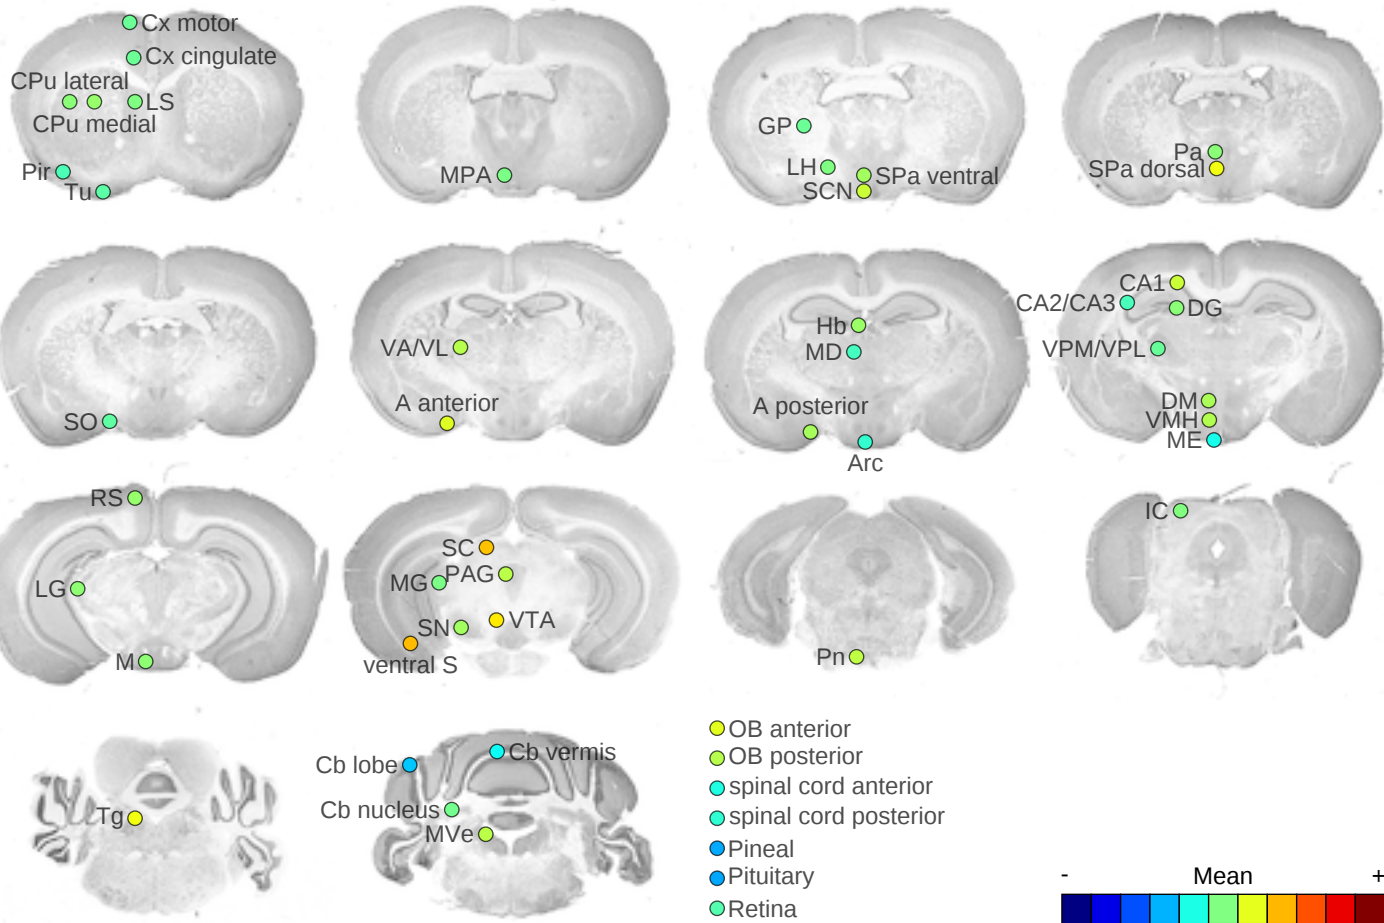 Cx motor
Cx cingulate
CPu lateral
LS
CPu medial
Pir
Tu
MPA
GP
LH
SPa ventral
SCN
Pa
SPa dorsal
SO
VA/VL
A anterior
Hb
MD
A posterior
Arc
CA1
CA2/CA3
DG
VPM/VPL
DM
VMH
ME
RS
LG
M
SC
MG
PAG
SN
VTA
ventral S
Pn
IC
Tg
Cb lobe
Cb vermis
Cb nucleus
MVe
OB anterior
OB posterior
spinal cord anterior
spinal cord posterior
Pineal
Pituitary
Retina
- Mean +